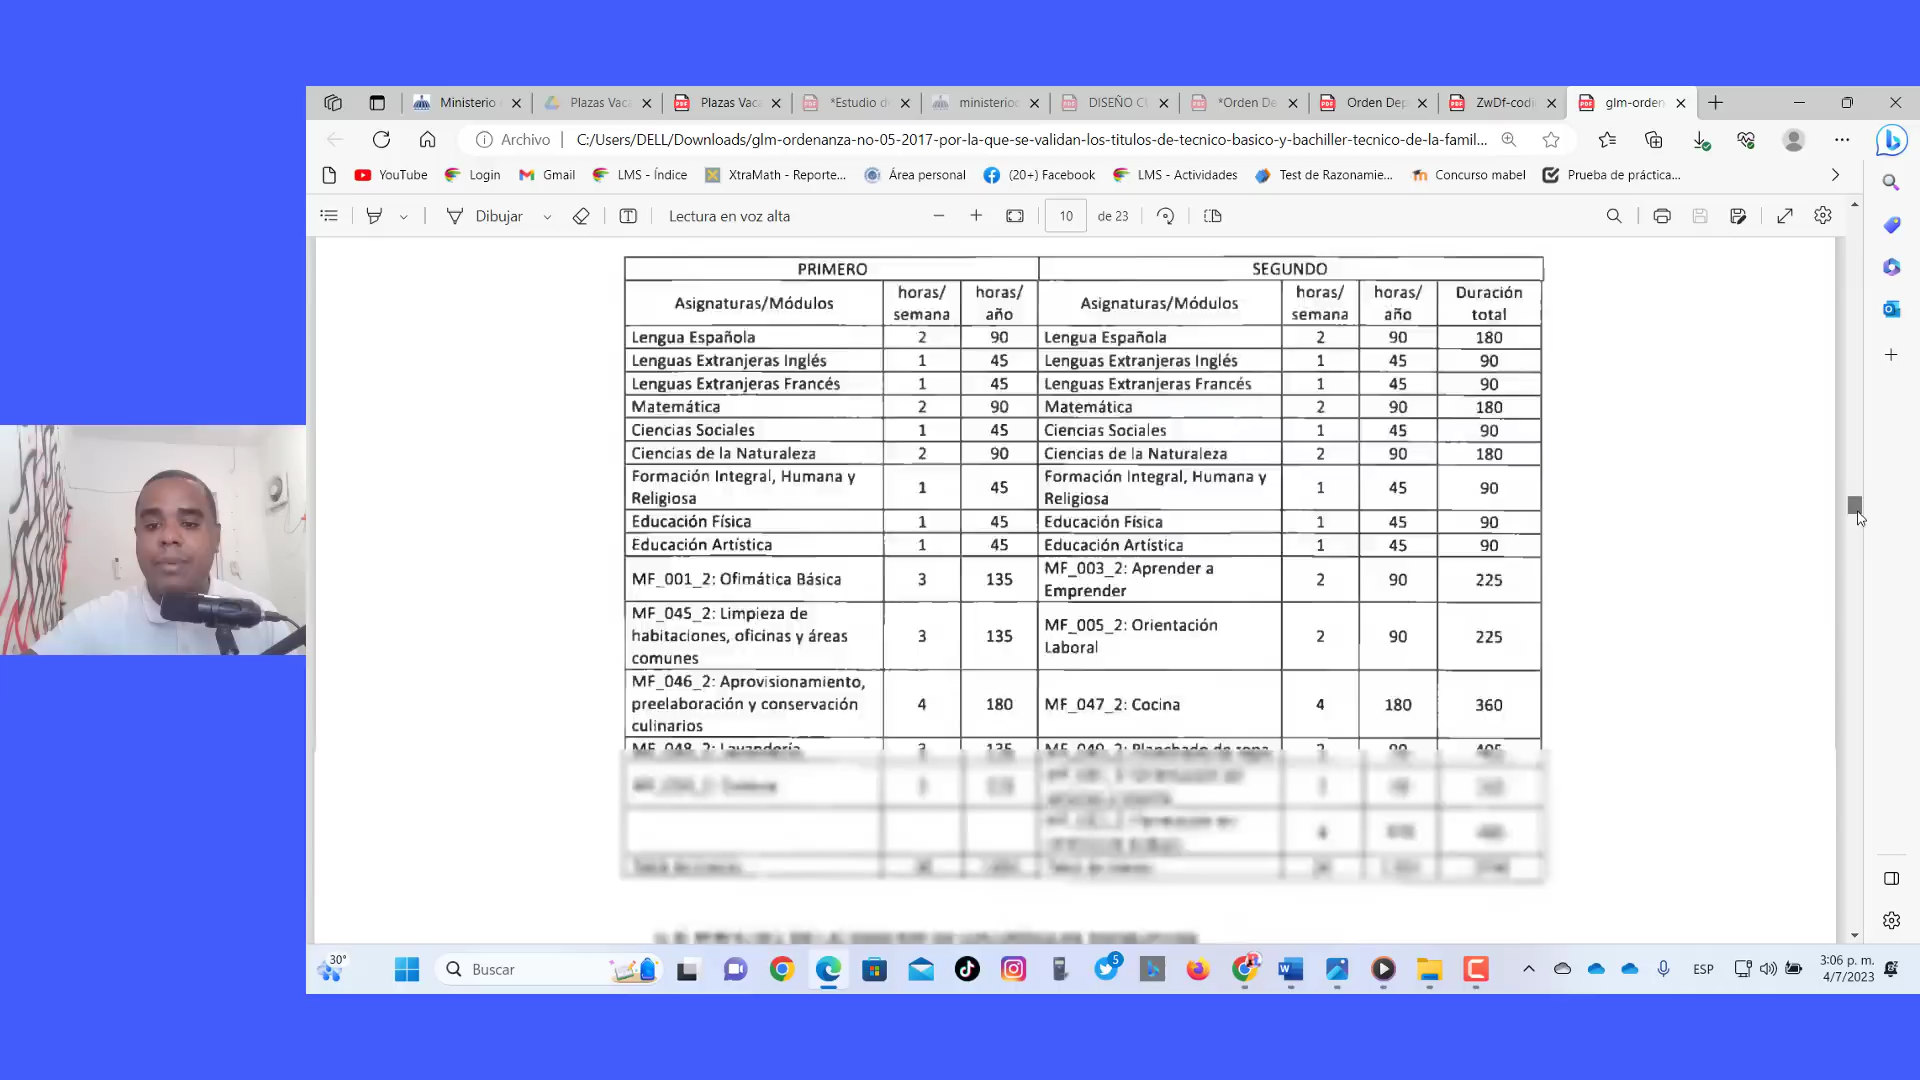 Ministerio
Plazas Vaca
Plazas Vaca
*Estudio d
ministerio
DISEÑO C
*Orden De
Orden Dep
ZwDf-codi
glm-orden
Archivo C:/Users/DELL/Downloads/glm-ordenanza-no-05-2017-por-la-que-se-validan-los-titulos-de-tecnico-basico-y-bachiller-tecnico-de-la-famil...
YouTube Login Gmail LMS - Índice XtraMath - Reporte... Área personal (20+) Facebook LMS - Actividades Test de Razonamie... Concurso mabel Prueba de práctica...
Dibujar Lectura en voz alta 10 de 23
PRIMERO SEGUNDO
Asignaturas/Módulos horas/ semana horas/ año Asignaturas/Módulos horas/ semana horas/ año Duración total
Lengua Española 2 90 Lengua Española 2 90 180
Lenguas Extranjeras Inglés 1 45 Lenguas Extranjeras Inglés 1 45 90
Lenguas Extranjeras Francés 1 45 Lenguas Extranjeras Francés 1 45 90
Matemática 2 90 Matemática 2 90 180
Ciencias Sociales 1 45 Ciencias Sociales 1 45 90
Ciencias de la Naturaleza 2 90 Ciencias de la Naturaleza 2 90 180
Formación Integral, Humana y Religiosa 1 45 Formación Integral, Humana y Religiosa 1 45 90
Educación Física 1 45 Educación Física 1 45 90
Educación Artística 1 45 Educación Artística 1 45 90
MF_001_2: Ofimática Básica 3 135 MF_003_2: Aprender a Emprender 2 90 225
MF_045_2: Limpieza de habitaciones, oficinas y áreas comunes 3 135 MF_005_2: Orientación Laboral 2 90 225
MF_046_2: Aprovisionamiento, preelaboración y conservación culinarios 4 180 MF_047_2: Cocina 4 180 360
MF_048_2: Lavandería 3 135 MF_049_2: Planchado de ropa
30°
Buscar
5
ESP
3:06 p. m.
4/7/2023